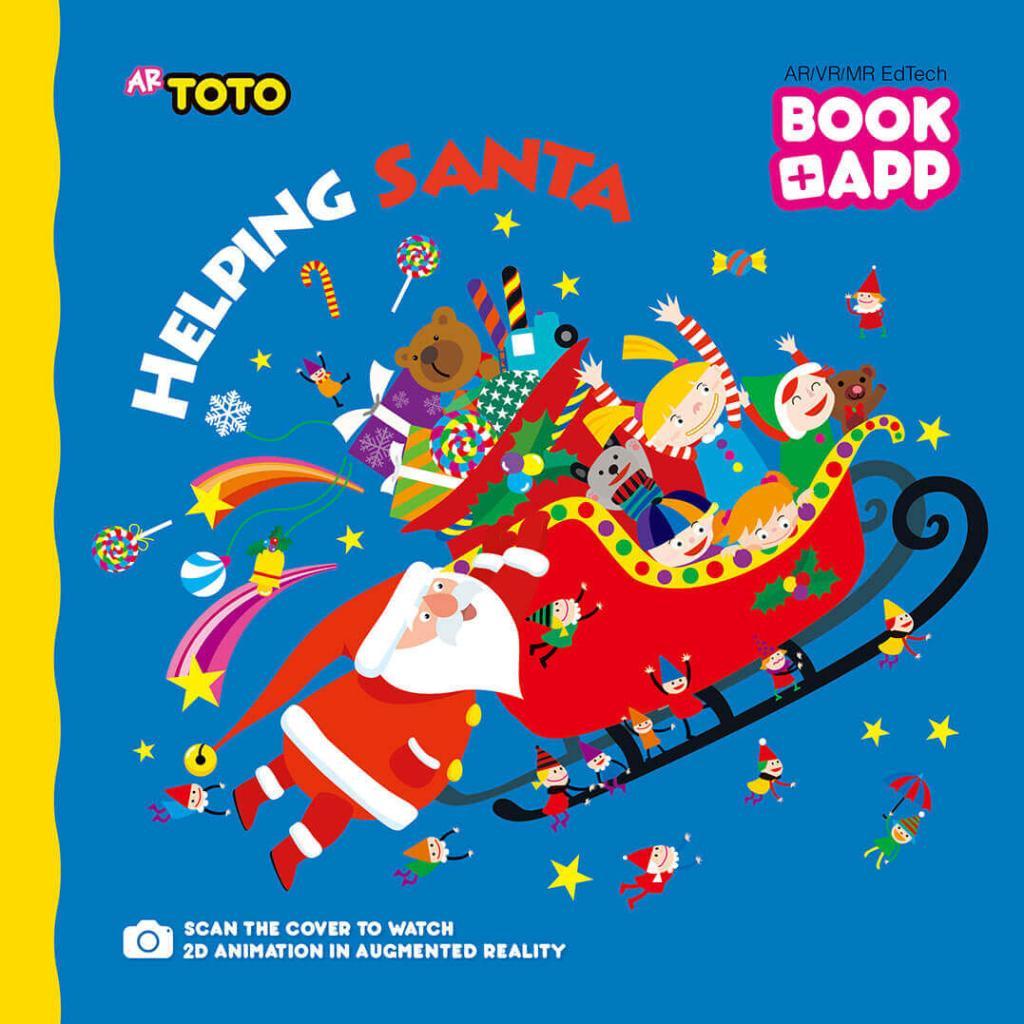 AR TOTO
AR/VR/MR EdTech
BOOK
+APP
HELPING SANTA
SCAN THE COVER TO WATCH
2D ANIMATION IN AUGMENTED REALITY